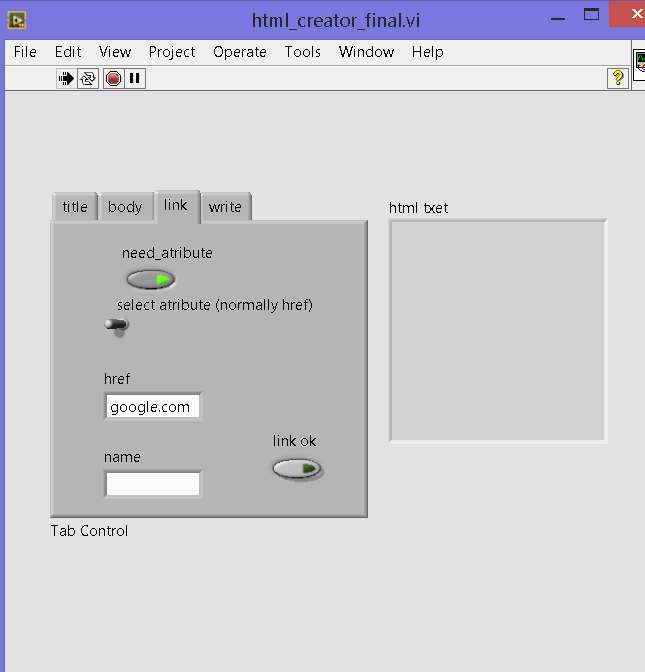 html_creator_final.vi
File Edit View Project Operate Tools Window Help
?
title body link write
html txet
need_atribute
select atribute (normally href)
href
google.com
link ok
name
Tab Control